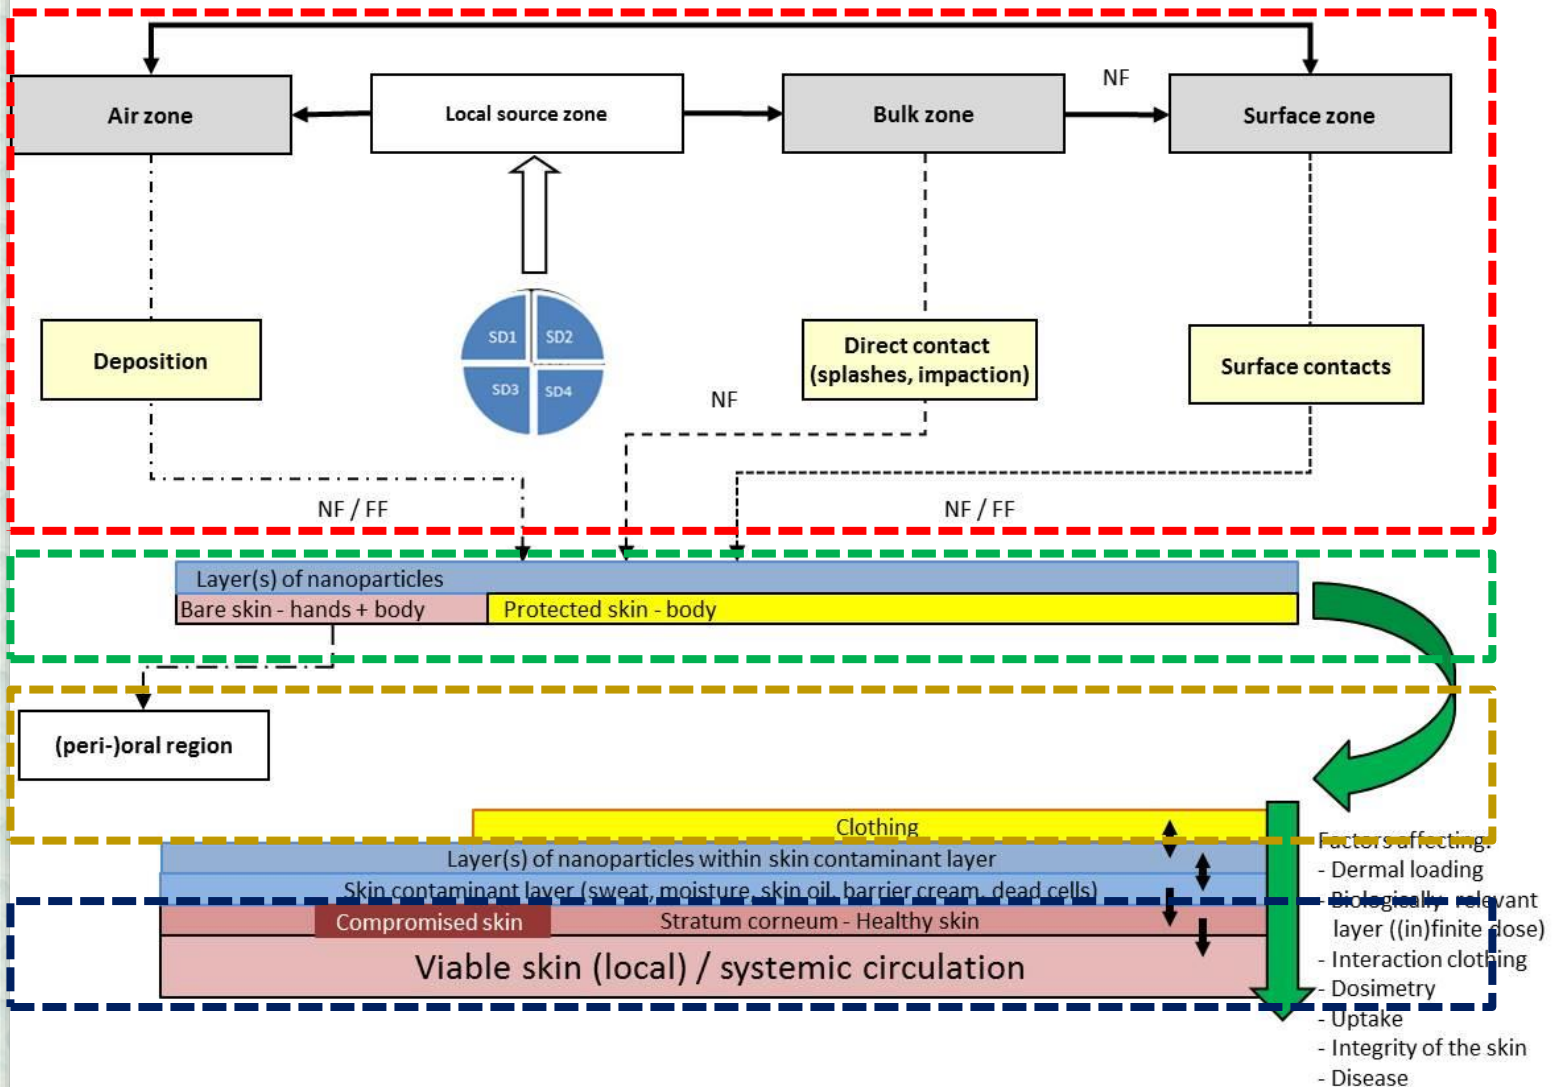 NF
Air zone
Local source zone
Bulk zone
Surface zone
SD1
SD2
SD3
SD4
Deposition
Direct contact
(splashes, impaction)
Surface contacts
NF
NF / FF
NF / FF
Layer(s) of nanoparticles
Bare skin - hands + body
Protected skin - body
(peri-)oral region
Clothing
Layer(s) of nanoparticles within skin contaminant layer
Skin contaminant layer (sweat, moisture, skin oil, barrier cream, dead cells)
Compromised skin
Stratum corneum - Healthy skin
Viable skin (local) / systemic circulation
Factors affecting:
- Dermal loading
- Biologically relevant
layer ((in)finite dose)
- Interaction clothing
- Dosimetry
- Uptake
- Integrity of the skin
- Disease